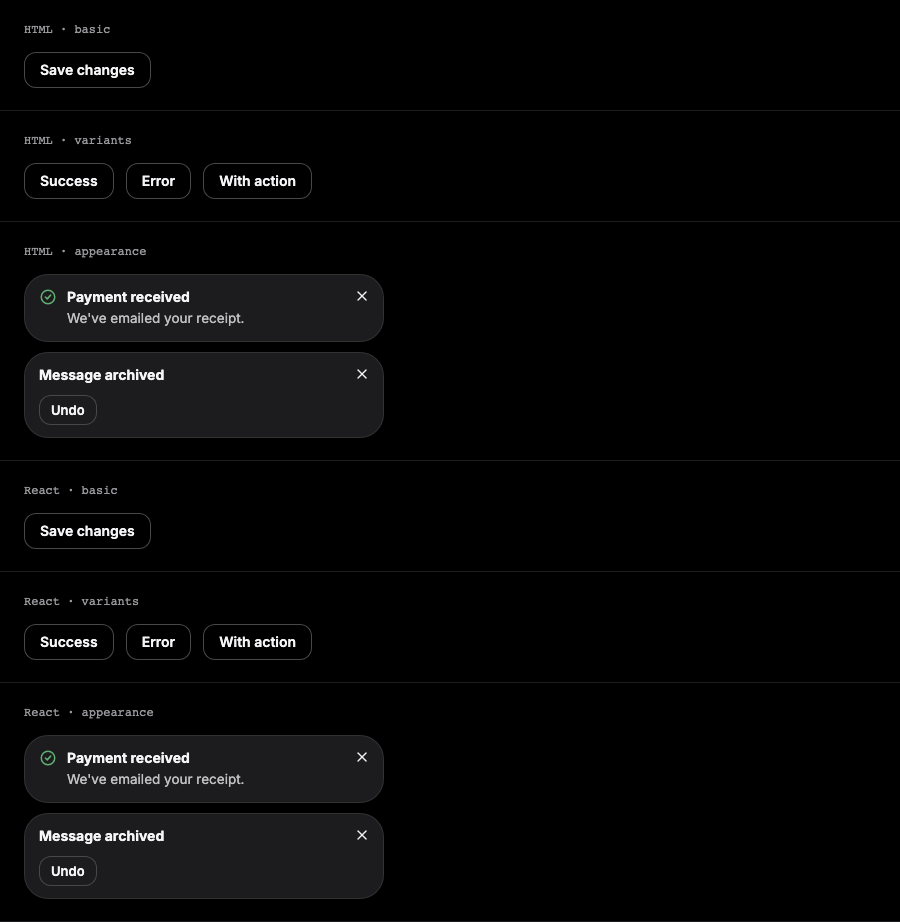 HTML · basic
Save changes
HTML · variants
Success Error With action
HTML · appearance
Payment received
We've emailed your receipt.
Message archived
Undo
React · basic
Save changes
React · variants
Success Error With action
React · appearance
Payment received
We've emailed your receipt.
Message archived
Undo